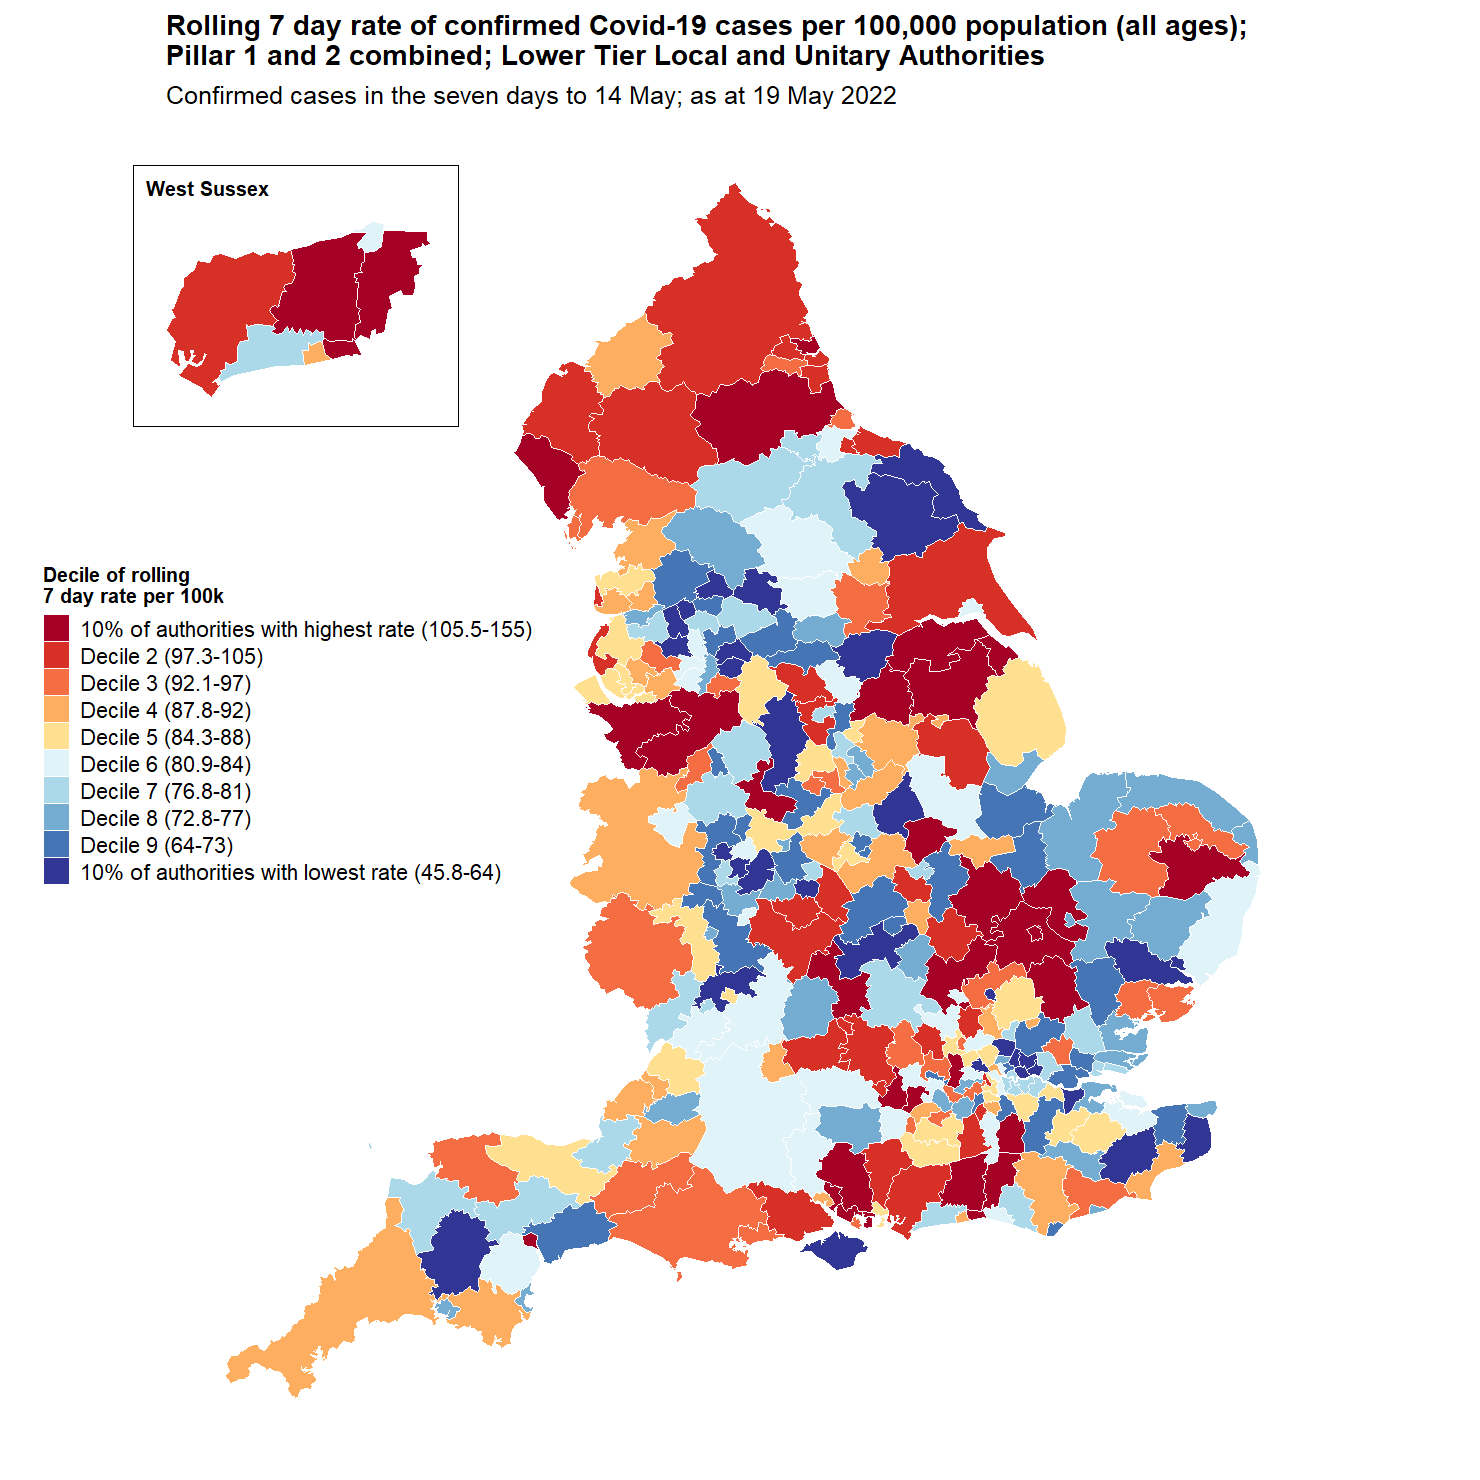 Rolling 7 day rate of confirmed Covid-19 cases per 100,000 population (all ages);
Pillar 1 and 2 combined; Lower Tier Local and Unitary Authorities
Confirmed cases in the seven days to 14 May; as at 19 May 2022
West Sussex
Decile of rolling
7 day rate per 100k
10% of authorities with highest rate (105.5-155)
Decile 2 (97.3-105)
Decile 3 (92.1-97)
Decile 4 (87.8-92)
Decile 5 (84.3-88)
Decile 6 (80.9-84)
Decile 7 (76.8-81)
Decile 8 (72.8-77)
Decile 9 (64-73)
10% of authorities with lowest rate (45.8-64)